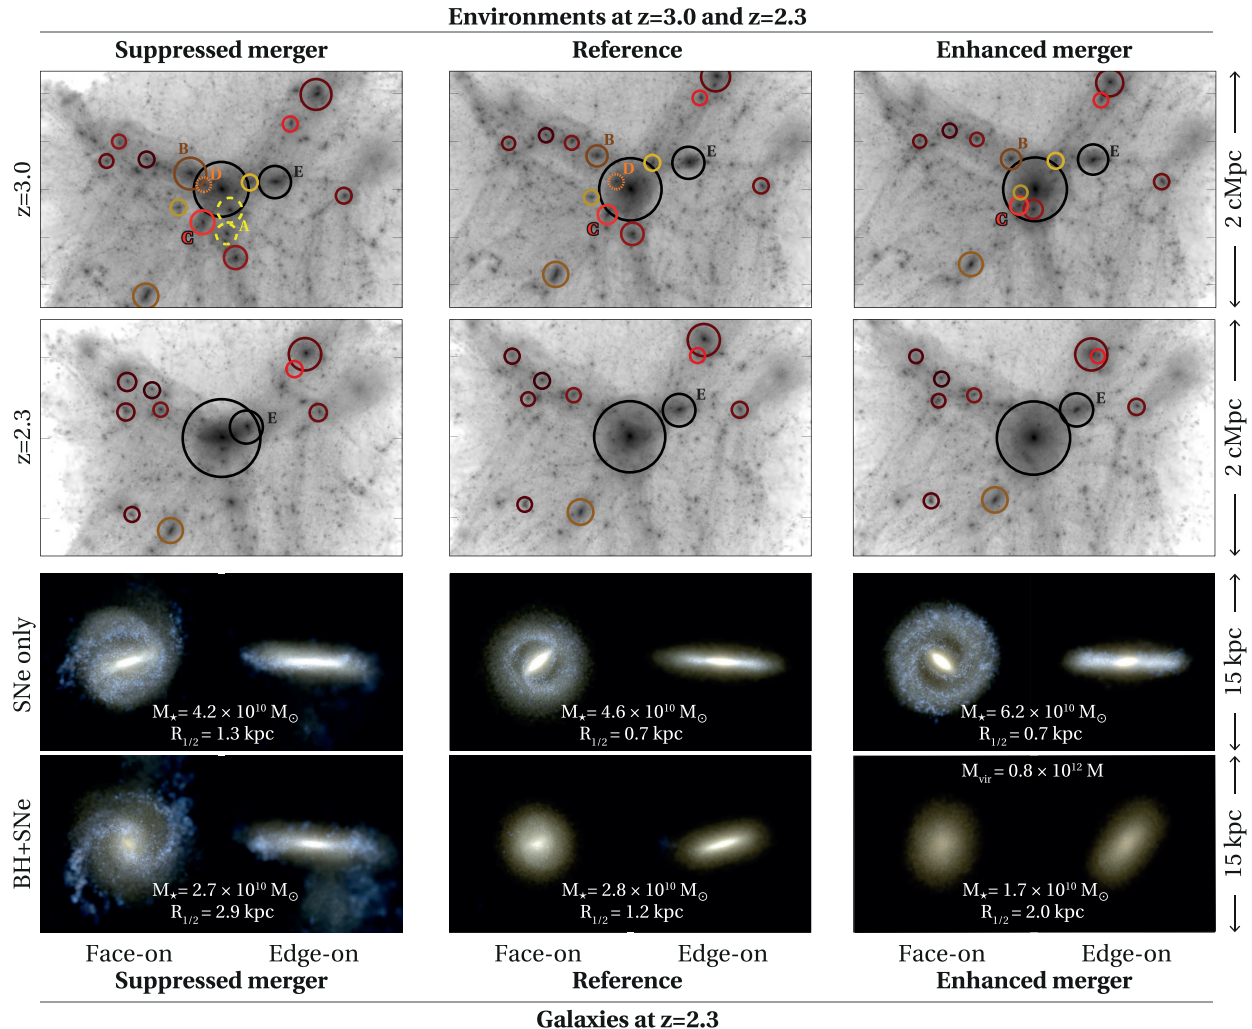 Environments at z=3.0 and z=2.3
Suppressed merger Reference Enhanced merger
z=3.0
B
D
E
A
C
B
D
E
C
B
E
C
2 cMpc
z=2.3
E
E
E
2 cMpc
SNe only
M⋆= 4.2 × 10¹⁰ M⊙
R1/2 = 1.3 kpc
M⋆= 4.6 × 10¹⁰ M⊙
R1/2 = 0.7 kpc
M⋆= 6.2 × 10¹⁰ M⊙
R1/2 = 0.7 kpc
15 kpc
BH+SNe
M⋆= 2.7 × 10¹⁰ M⊙
R1/2 = 2.9 kpc
M⋆= 2.8 × 10¹⁰ M⊙
R1/2 = 1.2 kpc
Mvir = 0.8 × 10¹² M
M⋆= 1.7 × 10¹⁰ M⊙
R1/2 = 2.0 kpc
15 kpc
Face-on Edge-on Face-on Edge-on Face-on Edge-on
Suppressed merger Reference Enhanced merger
Galaxies at z=2.3